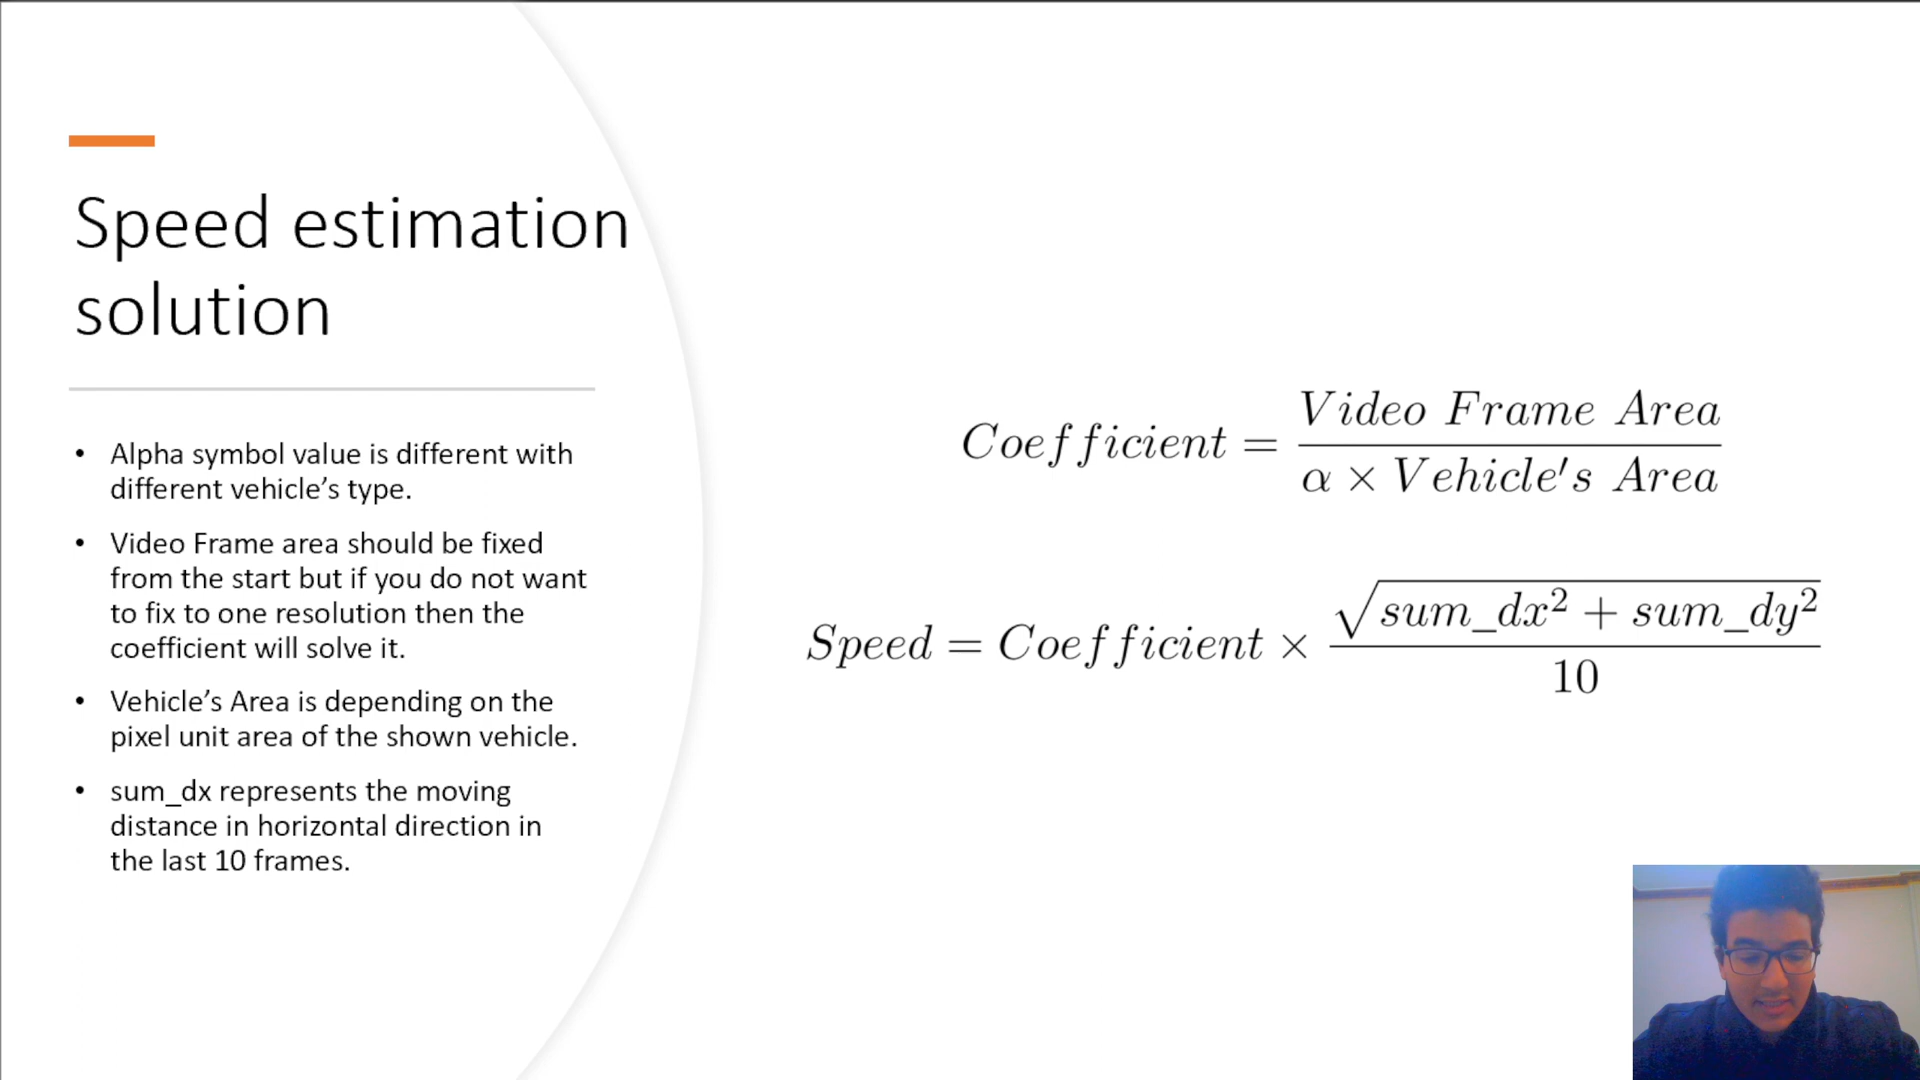 Speed estimation
solution
• Alpha symbol value is different with
different vehicle’s type.
• Video Frame area should be fixed
from the start but if you do not want
to fix to one resolution then the
coefficient will solve it.
• Vehicle’s Area is depending on the
pixel unit area of the shown vehicle.
• sum_dx represents the moving
distance in horizontal direction in
the last 10 frames.
Coefficient = \frac{Video Frame Area}{α × Vehicle's Area}
Speed = Coefficient × \frac{\sqrt{sum_dx² + sum_dy²}}{10}